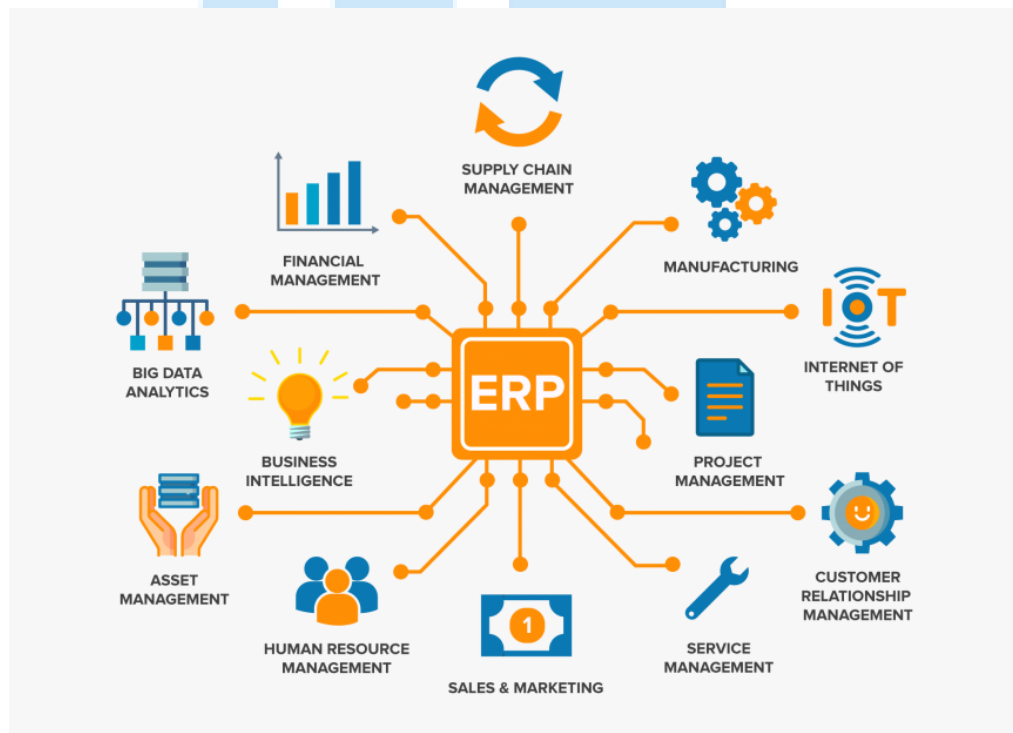 SUPPLY CHAIN
MANAGEMENT
FINANCIAL
MANAGEMENT
MANUFACTURING
BIG DATA
ANALYTICS
IOT
INTERNET OF
THINGS
ERP
BUSINESS
INTELLIGENCE
PROJECT
MANAGEMENT
ASSET
MANAGEMENT
CUSTOMER
RELATIONSHIP
MANAGEMENT
HUMAN RESOURCE
MANAGEMENT
1
SALES & MARKETING
SERVICE
MANAGEMENT